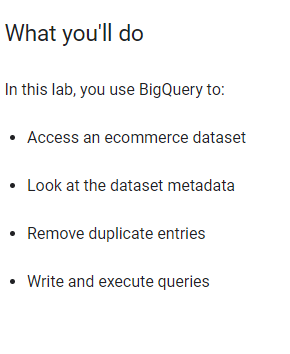 What you'll do
In this lab, you use BigQuery to:
• Access an ecommerce dataset
• Look at the dataset metadata
• Remove duplicate entries
• Write and execute queries